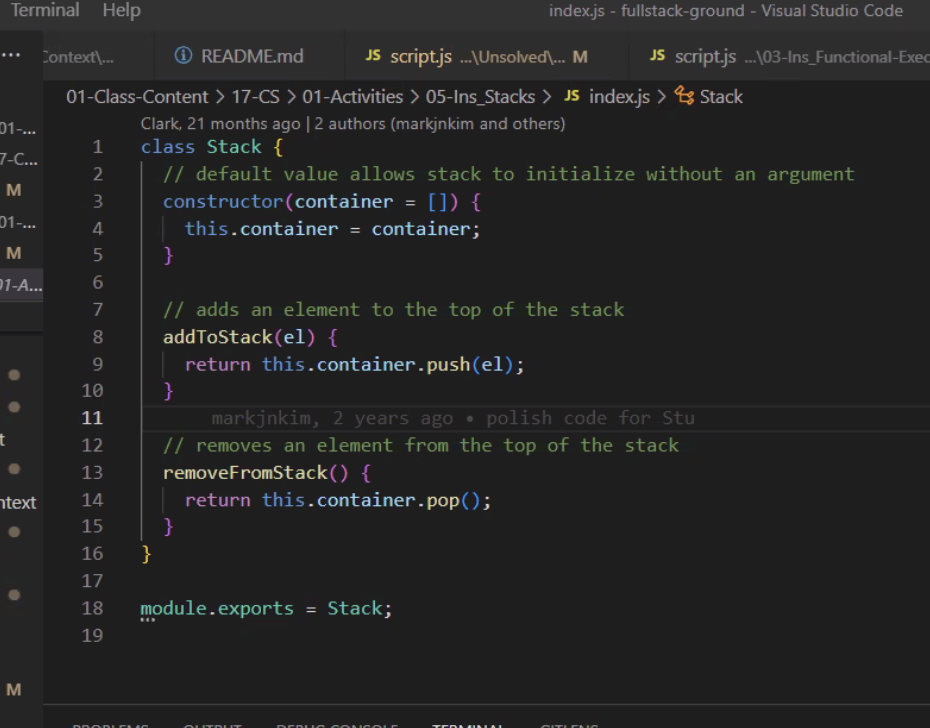 Terminal Help index.js - fullstack-ground - Visual Studio Code
... Context\... README.md JS script.js ...\Unsolved\... M JS script.js ...\03-Ins_Functional-Exec
01-Class-Content > 17-CS > 01-Activities > 05-Ins_Stacks > JS index.js > Stack
Clark, 21 months ago | 2 authors (markjnkim and others)
01-...
7-C...
M
01-...
M
01-A...
t
ntext
M
1 class Stack {
2 // default value allows stack to initialize without an argument
3 constructor(container = []) {
4 this.container = container;
5 }
6
7 // adds an element to the top of the stack
8 addToStack(el) {
9 return this.container.push(el);
10 }
11 markjnkim, 2 years ago • polish code for Stu
12 // removes an element from the top of the stack
13 removeFromStack() {
14 return this.container.pop();
15 }
16 }
17
18 module.exports = Stack;
19
PROBLEMS OUTPUT DEBUG CONSOLE TERMINAL GITLENS